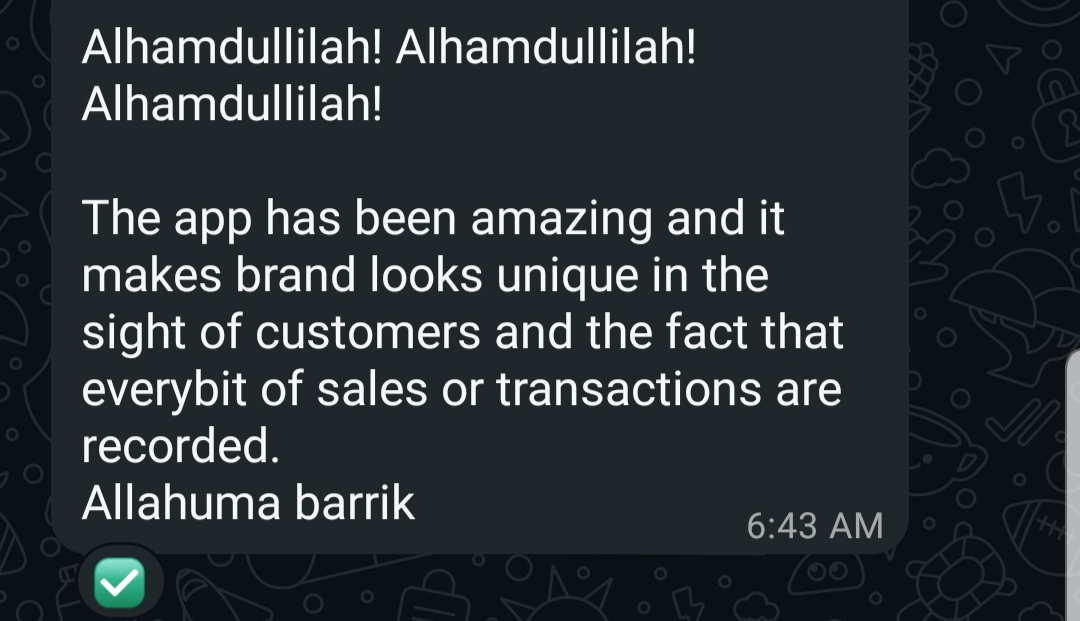 Alhamdullilah! Alhamdullilah!
Alhamdullilah!
The app has been amazing and it
makes brand looks unique in the
sight of customers and the fact that
everybit of sales or transactions are
recorded.
Allahuma barrik
6:43 AM